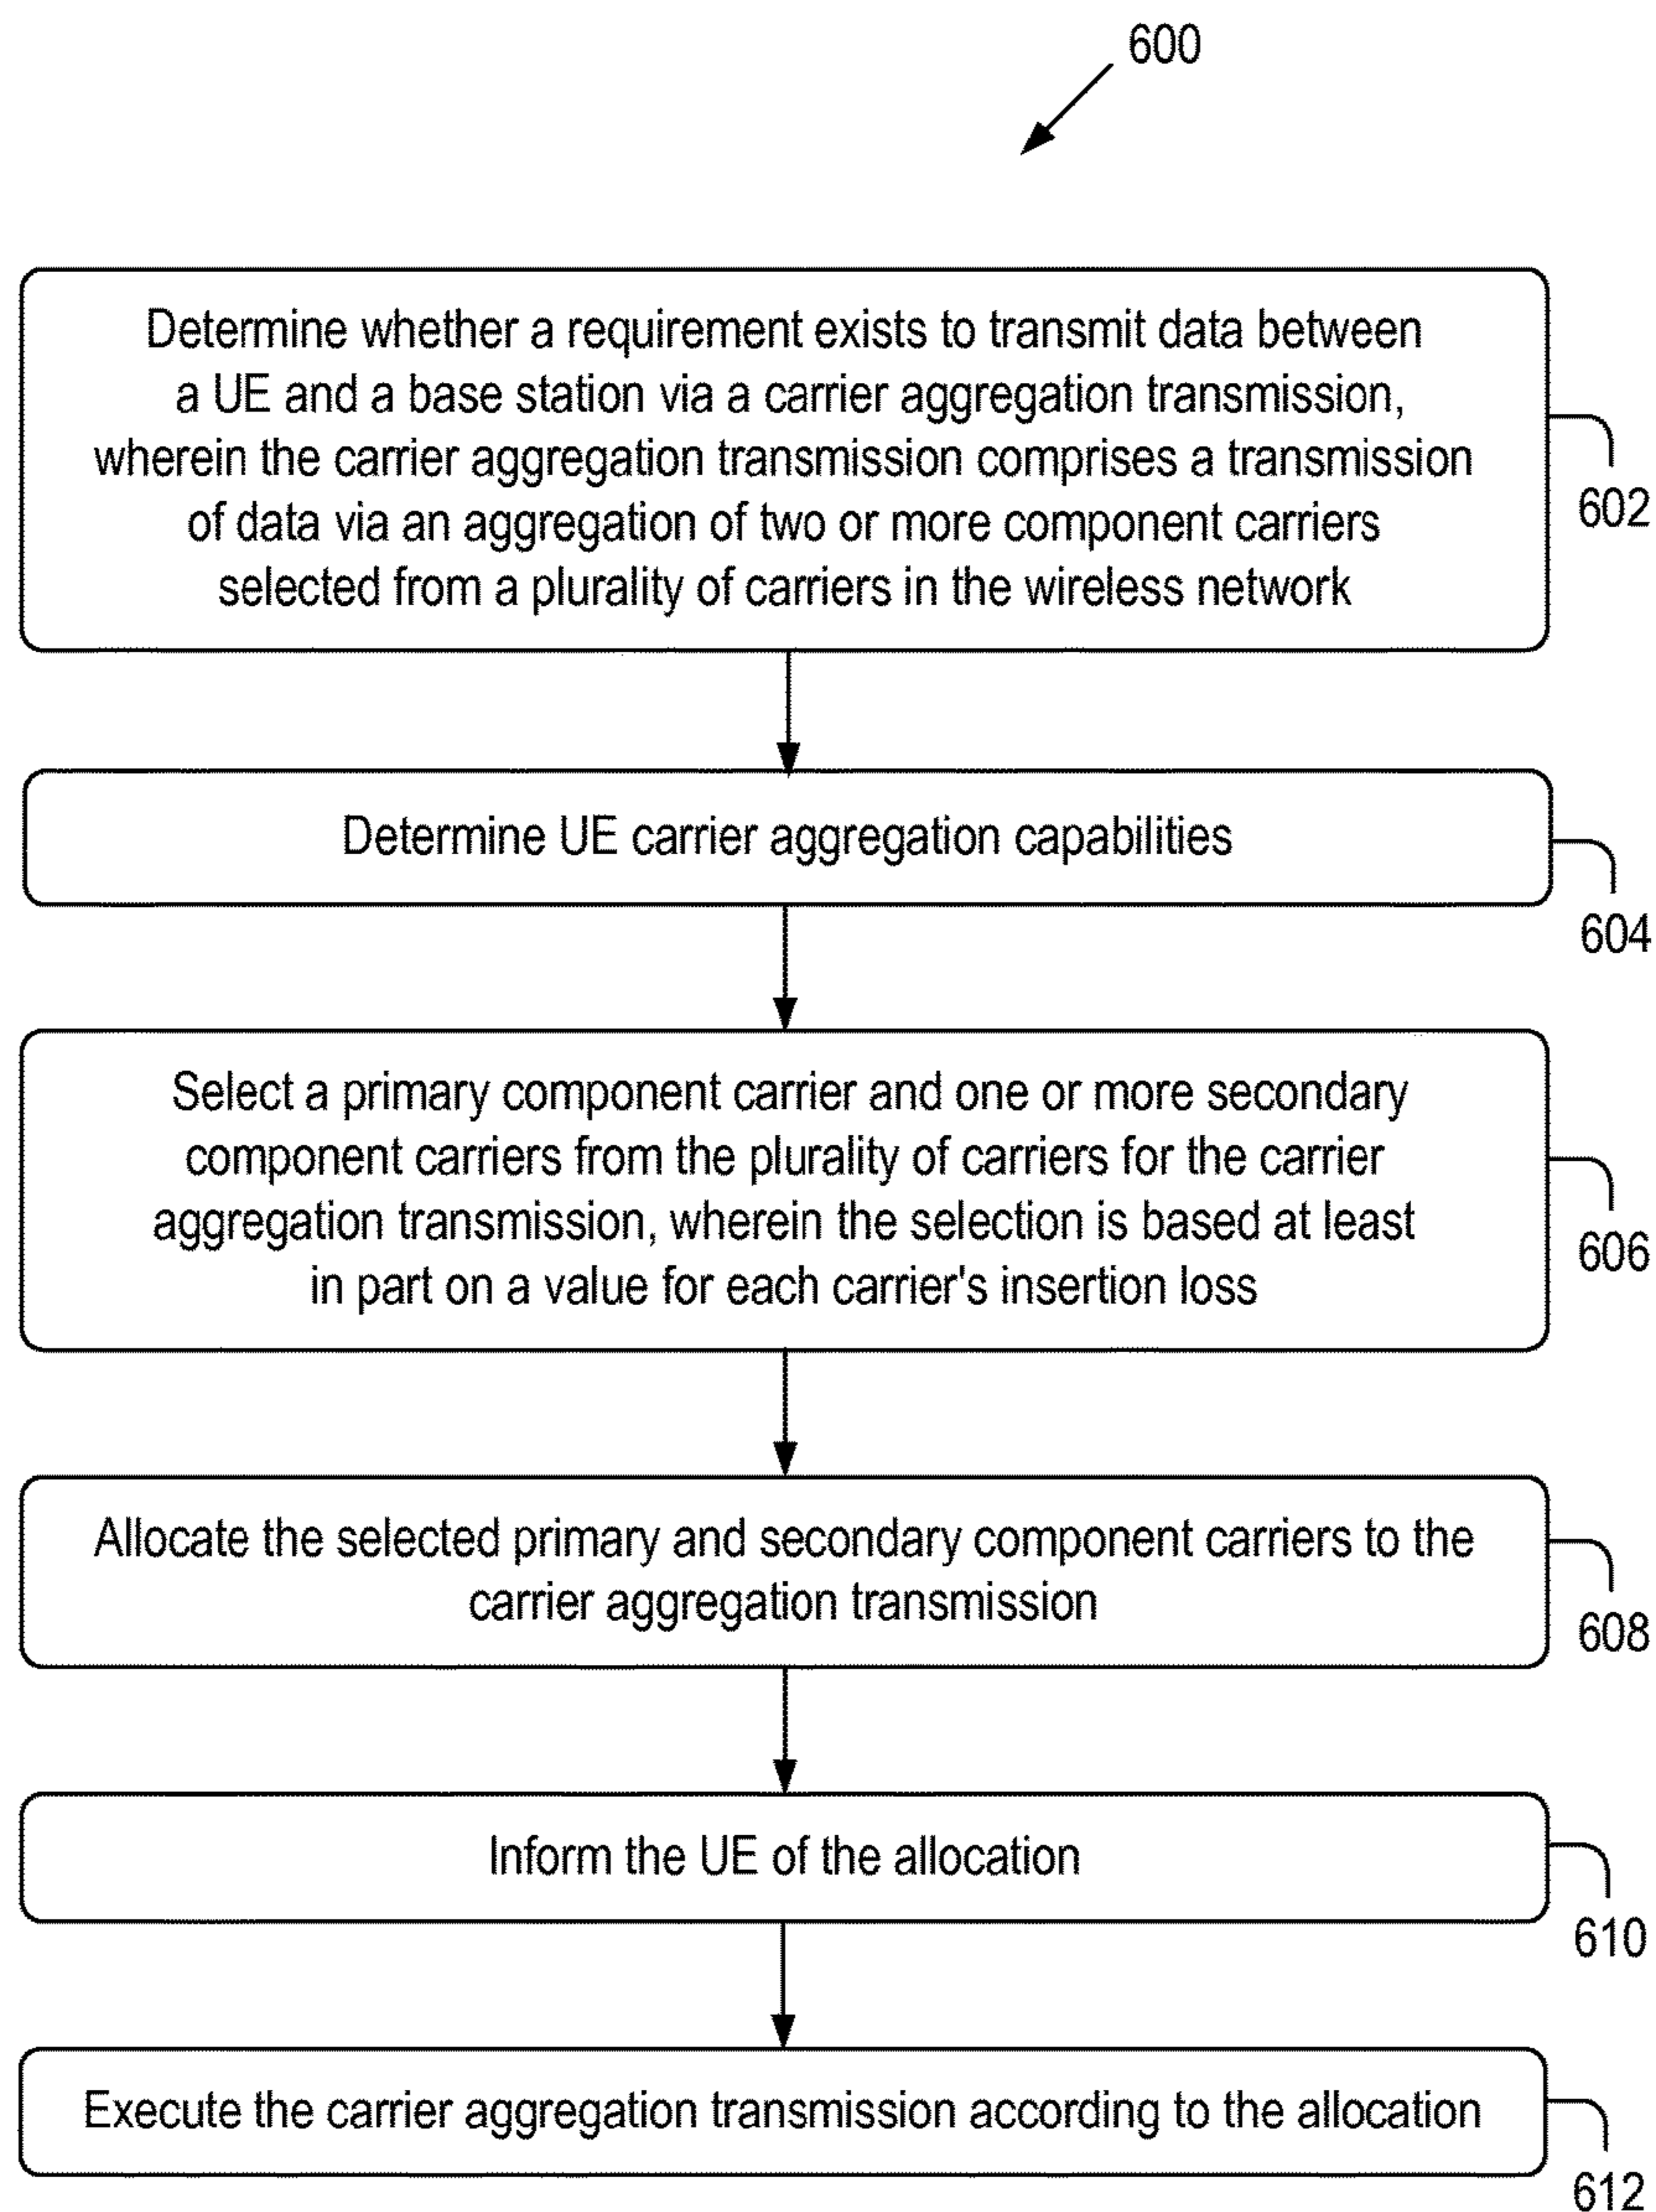 600
Determine whether a requirement exists to transmit data between
a UE and a base station via a carrier aggregation transmission,
wherein the carrier aggregation transmission comprises a transmission
of data via an aggregation of two or more component carriers
selected from a plurality of carriers in the wireless network
602
Determine UE carrier aggregation capabilities
604
Select a primary component carrier and one or more secondary
component carriers from the plurality of carriers for the carrier
aggregation transmission, wherein the selection is based at least
in part on a value for each carrier's insertion loss
606
Allocate the selected primary and secondary component carriers to the
carrier aggregation transmission
608
Inform the UE of the allocation
610
Execute the carrier aggregation transmission according to the allocation
612